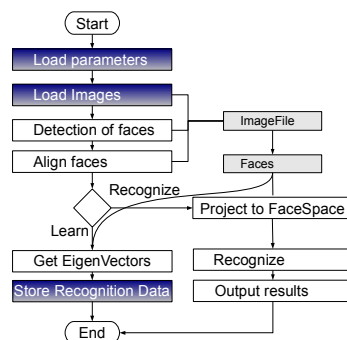 Start
Load parameters
Load Images
Detection of faces
Align faces
ImageFile
Faces
Recognize
Learn
Project to FaceSpace
Get EigenVectors
Recognize
Store Recognition Data
Output results
End